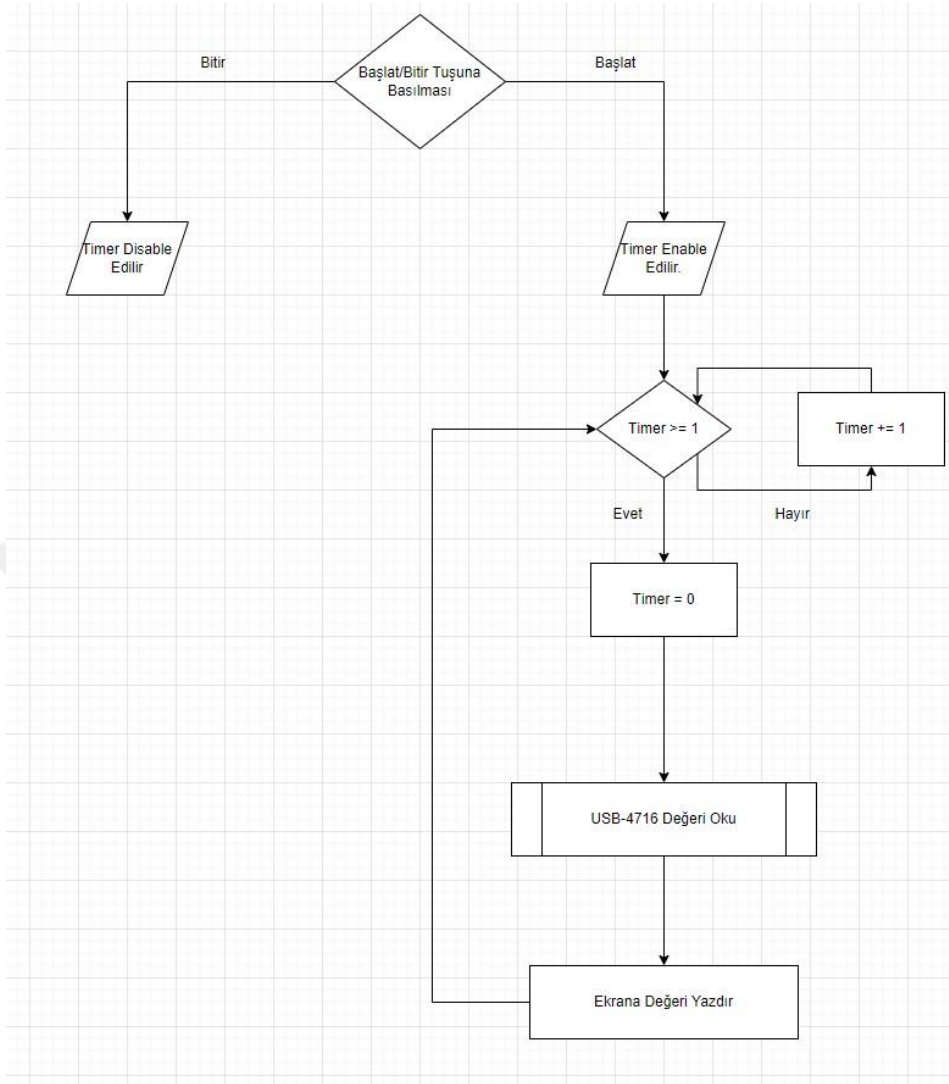 Bitir
Başlat/Bitir Tuşuna
Basılması
Başlat
Timer Disable
Edilir
Timer Enable
Edilir.
Timer >= 1
Timer += 1
Evet
Hayır
Timer = 0
USB-4716 Değeri Oku
Ekrana Değeri Yazdır